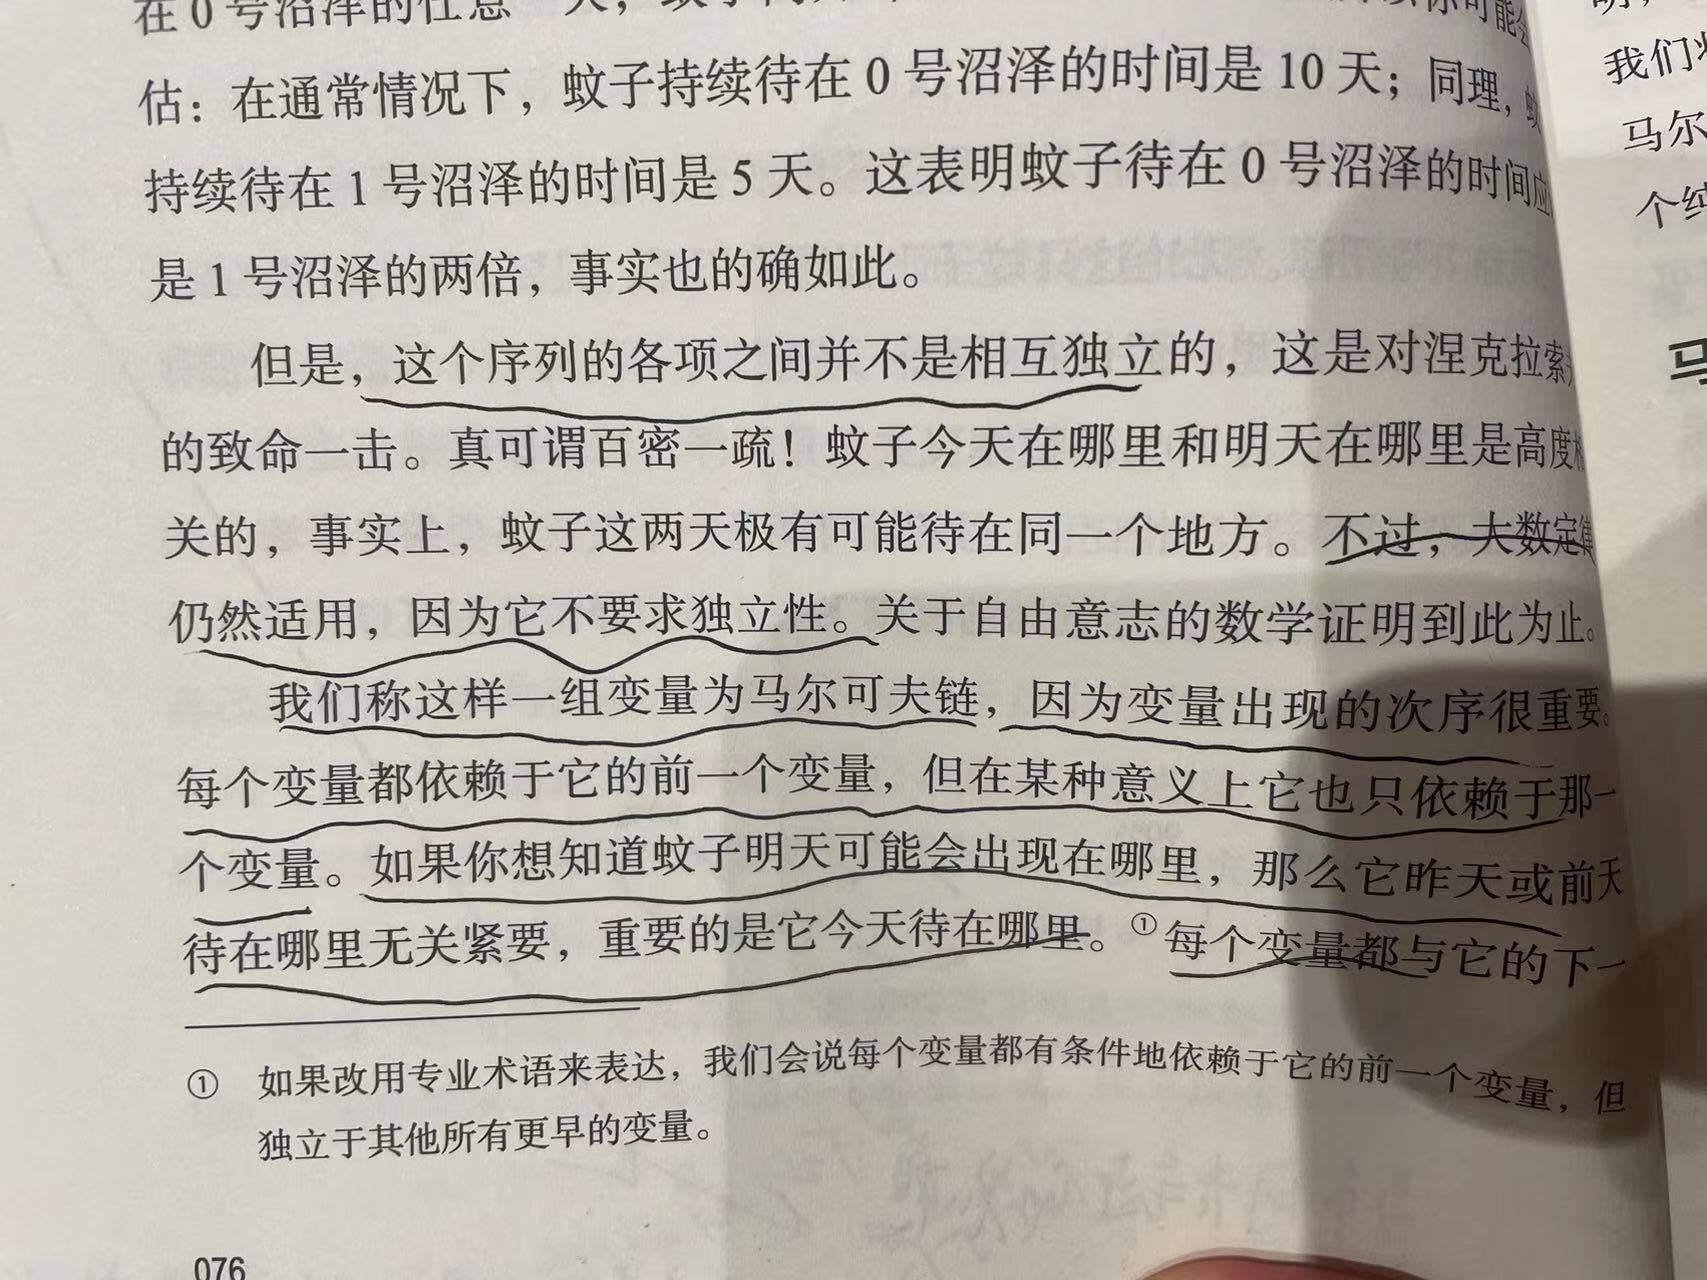 在 0 号沼泽的任意一天，
估：在通常情况下，蚊子持续待在 0 号沼泽的时间是 10 天；同理，蚊
持续待在 1 号沼泽的时间是 5 天。这表明蚊子待在 0 号沼泽的时间应
是 1 号沼泽的两倍，事实也的确如此。
但是，这个序列的各项之间并不是相互独立的，这是对涅克拉索
的致命一击。真可谓百密一疏！蚊子今天在哪里和明天在哪里是高度相
关的，事实上，蚊子这两天极有可能待在同一个地方。不过，大数定律
仍然适用，因为它不要求独立性。关于自由意志的数学证明到此为止。
我们称这样一组变量为马尔可夫链，因为变量出现的次序很重要。
每个变量都依赖于它的前一个变量，但在某种意义上它也只依赖于那一
个变量。如果你想知道蚊子明天可能会出现在哪里，那么它昨天或前天
待在哪里无关紧要，重要的是它今天待在哪里。①每个变量都与它的下一
① 如果改用专业术语来表达，我们会说每个变量都有条件地依赖于它的前一个变量，但
独立于其他所有更早的变量。
076
我们
马尔
个纯
马